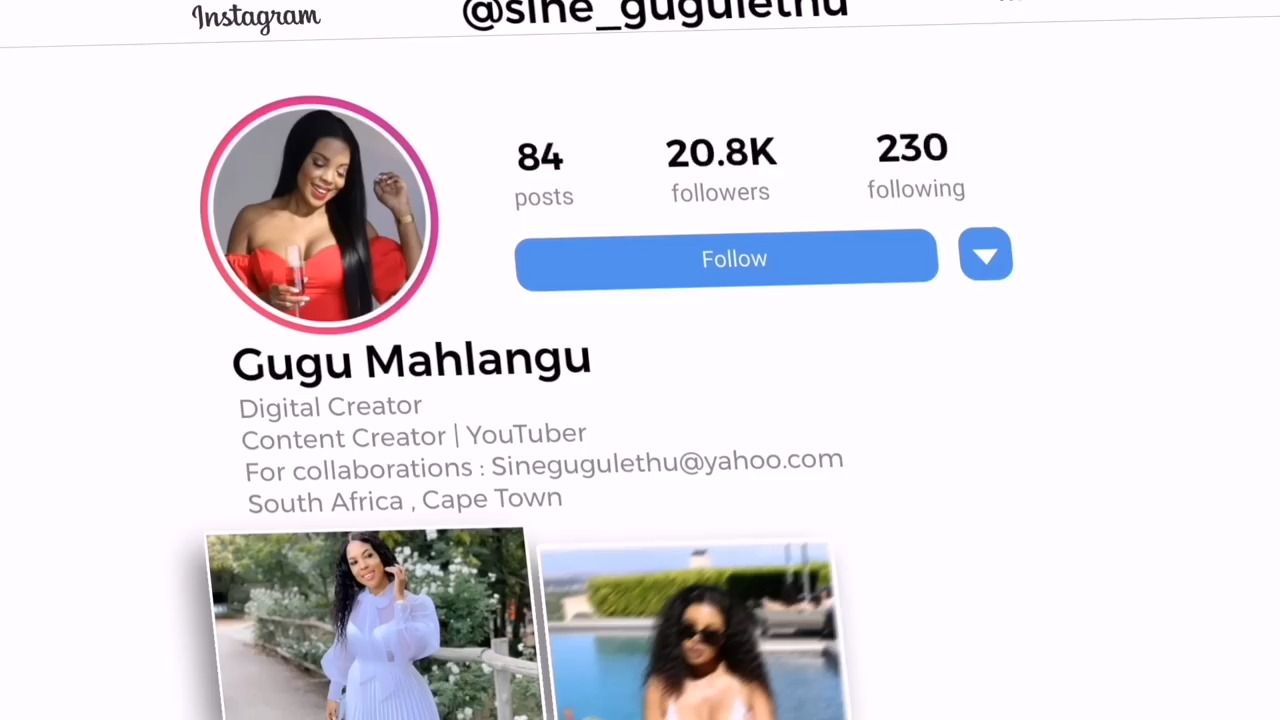 Instagram
@sine_gugulethu
84
posts
20.8K
followers
230
following
Follow
Gugu Mahlangu
Digital Creator
Content Creator | YouTuber
For collaborations : Sinegugulethu@yahoo.com
South Africa , Cape Town